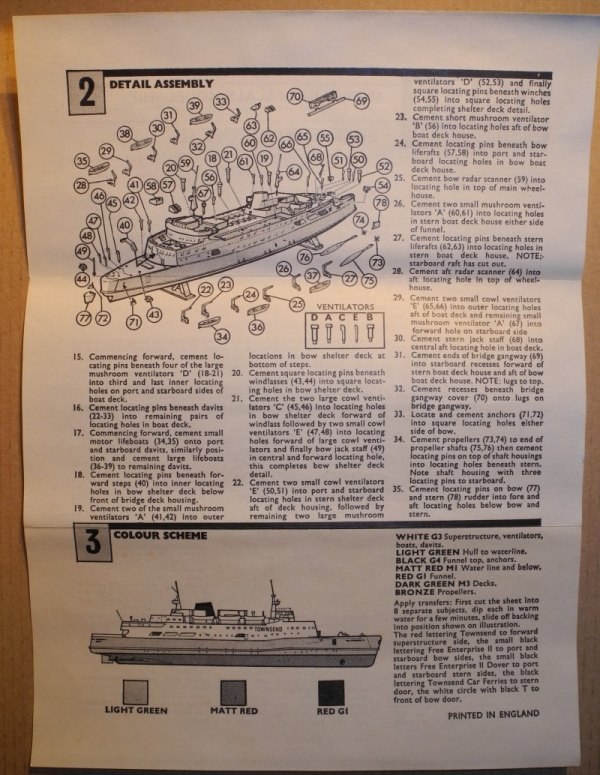 2 DETAIL ASSEMBLY
VENTILATORS
D A C E B
15. Commencing forward, cement lo-
cating pins beneath four of the large
mushroom ventilators 'D' (18-21)
into third and last inner locating
holes on port and starboard sides of
boat deck.
16. Cement locating pins beneath davits
(22-33) into remaining pairs of
locating holes in boat deck.
17. Commencing forward, cement small
motor lifeboats (34,35) onto port
and starboard davits, similarly posi-
tion and cement large lifeboats
(36-39) to remaining davits.
18. Cement locating pins beneath for-
ward steps (40) into inner locating
holes in bow shelter deck below
front of bridge deck housing.
19. Cement two of the small mushroom
ventilators 'A' (41,42) into outer
locations in bow shelter deck at
bottom of steps.
20. Cement square locating pins beneath
windlasses (43,44) into square locat-
ing holes in bow shelter deck.
21. Cement the two large cowl venti-
lators 'C' (45,46) into locating holes
in bow shelter deck forward of
windlass followed by two small cowl
ventilators 'E' (47,48) into locating
holes forward of large cowl venti-
lators and finally bow jack staff (49)
in central and forward locating hole,
this completes bow shelter deck
detail.
22. Cement two small cowl ventilators
'E' (50,51) into port and starboard
locating holes in stern shelter deck
aft of deck housing, followed by
remaining two large mushroom
ventilators 'D' (52,53) and finally
square locating pins beneath winches
(54,55) into square locating holes
completing shelter deck detail.
23. Cement short mushroom ventilator
'B' (56) into locating holes aft of bow
boat deck house.
24. Cement locating pins beneath bow
liferafts (57,58) into port and star-
board locating holes in bow boat
deck house.
25. Cement bow radar scanner (59) into
locating hole in top of main wheel-
house.
26. Cement two small mushroom venti-
lators 'A' (60,61) into locating holes
in stern boat deck house either side
of funnel.
27. Cement locating pins beneath stern
liferafts (62,63) into locating holes in
stern boat deck house. NOTE:-
starboard raft has cut out.
28. Cement aft radar scanner (64) into
aft locating hole in top of wheel-
house.
29. Cement two small cowl ventilators
'E' (65,66) into outer locating holes
aft of boat deck and remaining small
mushroom ventilator 'A' (67) into
forward hole on starboard side
30. Cement stern jack staff (68) into
central aft locating hole in boat deck.
31. Cement ends of bridge gangway (69)
into starboard recesses forward of
stern boat deck house and aft of bow
boat deck house. NOTE: lugs to top.
32. Cement recesses beneath bridge
gangway cover (70) onto lugs on
bridge gangway.
33. Locate and cement anchors (71,72)
into square locating holes either
side of bow.
34. Cement propellers (73,74) to end of
propeller shafts (75,76) then cement
locating pins on top of shaft housings
into locating holes beneath stern.
Note shaft housing with three
locating pins to starboard.
35. Cement locating pins on bow (77)
and stern (78) rudder into fore and
aft locating holes below bow and
stern.
3 COLOUR SCHEME
TOWNSEND
LIGHT GREEN
MATT RED
RED G1
WHITE G3 Superstructure, ventilators,
boats, davits.
LIGHT GREEN Hull to waterline.
BLACK G4 Funnel top, anchors.
MATT RED M1 Water line and below.
RED G1 Funnel.
DARK GREEN M3 Decks.
BRONZE Propellers.
Apply transfers: First cut the sheet into
8 separate subjects, dip each in warm
water for a few minutes, slide off backing
into position shown on illustration.
The red lettering Townsend to forward
superstructure side, the small black
lettering Free Enterprise II to port and
starboard bow sides, the small black
letters Free Enterprise II Dover to port
and starboard stern sides, the black
lettering Townsend Car Ferries to stern
door, the white circle with black T to
front of bow door.
PRINTED IN ENGLAND